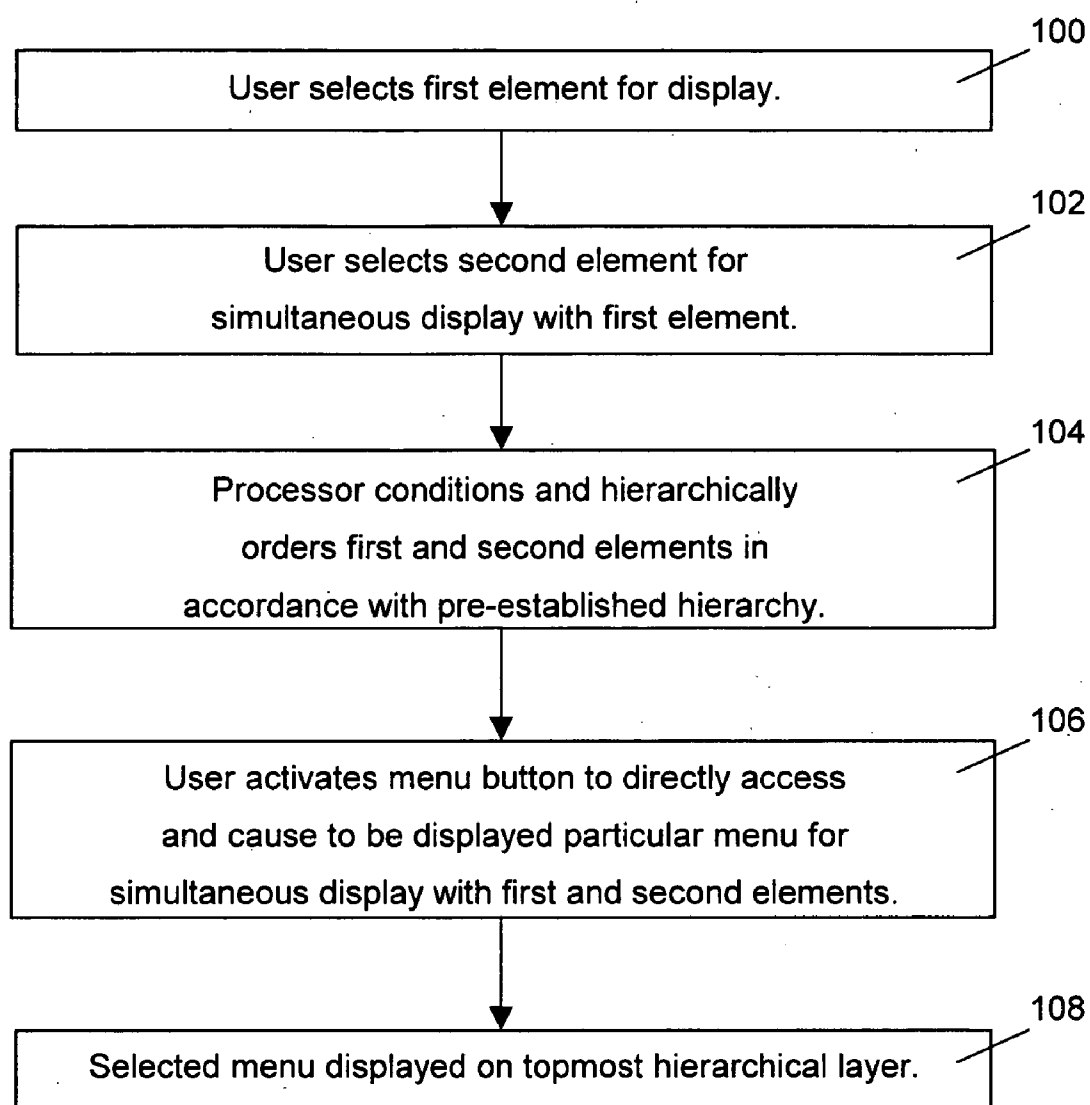 100
User selects first element for display.
102
User selects second element for
simultaneous display with first element.
104
Processor conditions and hierarchically
orders first and second elements in
accordance with pre-established hierarchy.
106
User activates menu button to directly access
and cause to be displayed particular menu for
simultaneous display with first and second elements.
108
Selected menu displayed on topmost hierarchical layer.